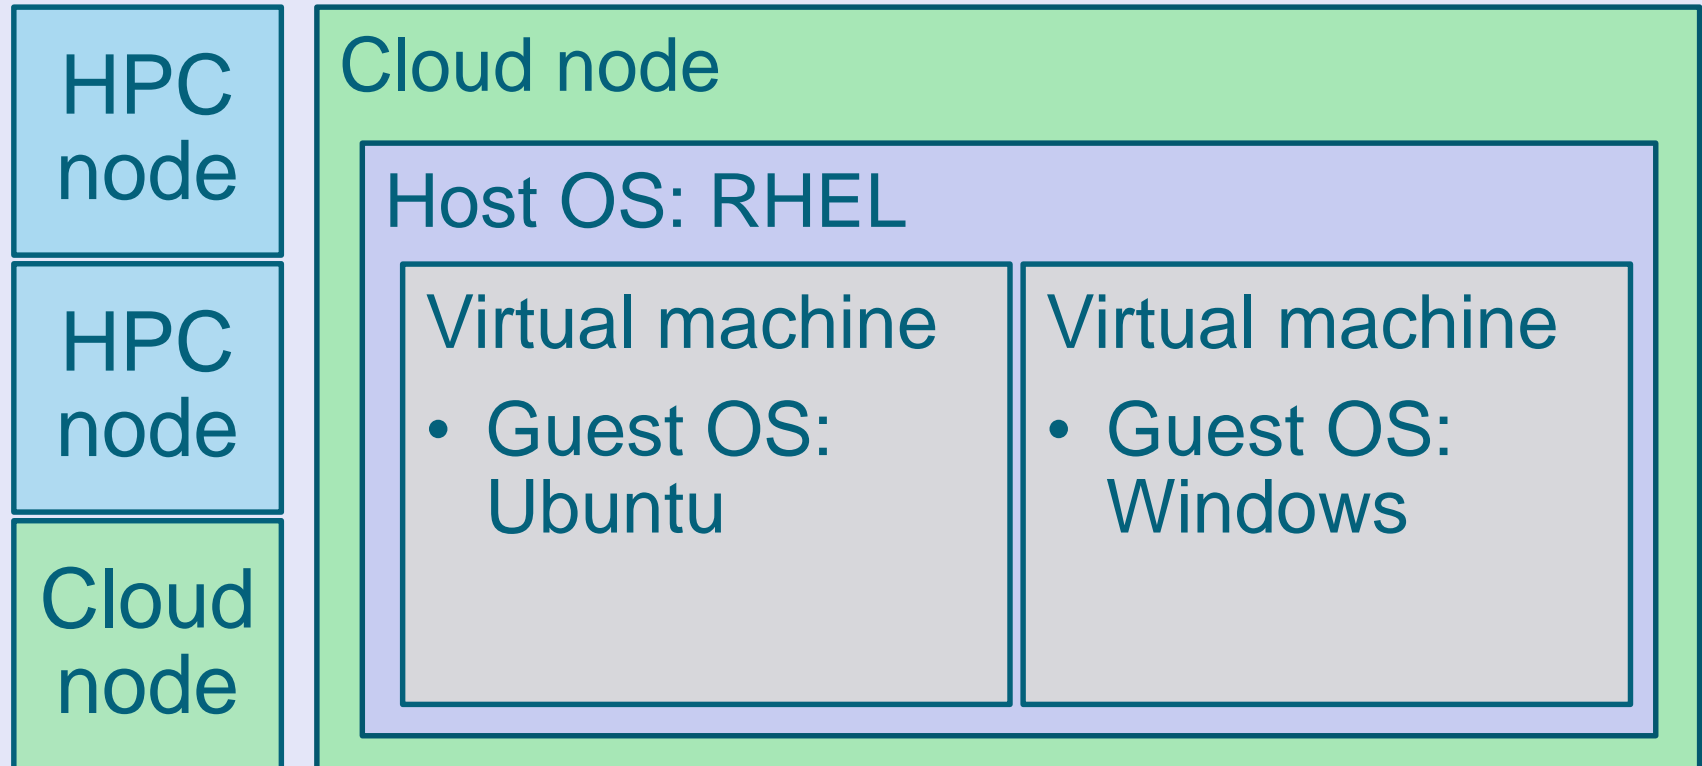 HPC
node
HPC
node
Cloud
node
Cloud node
Host OS: RHEL
Virtual machine
• Guest OS:
Ubuntu
Virtual machine
• Guest OS:
Windows